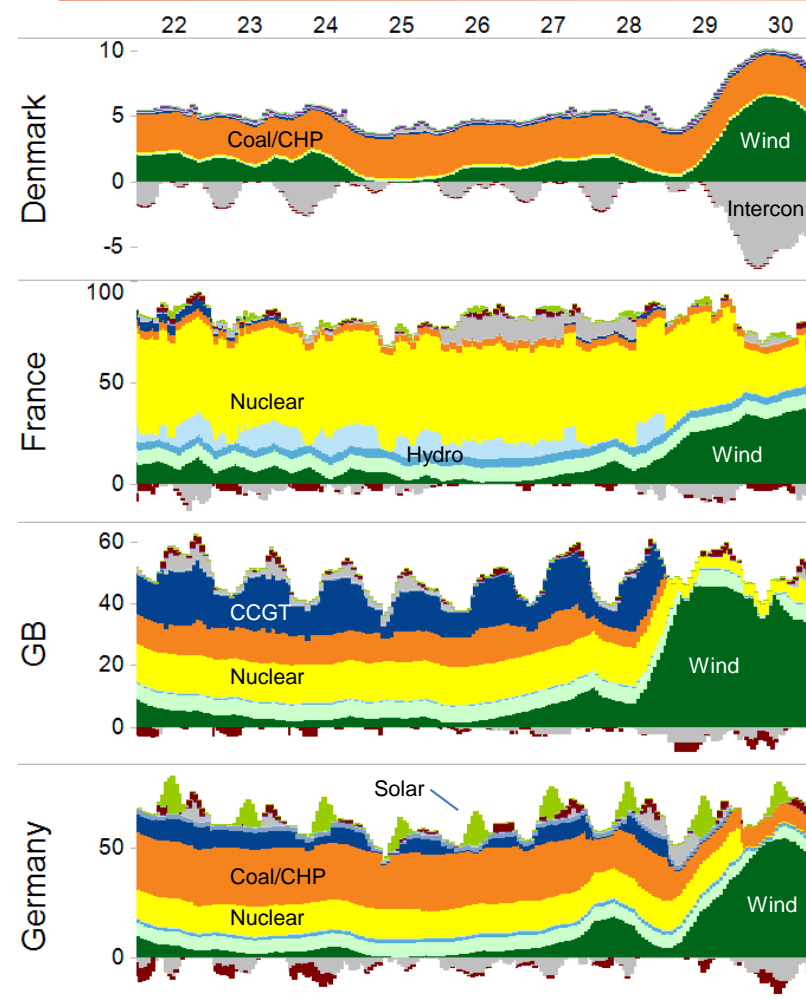 22 23 24 25 26 27 28 29 30
Denmark
10
5
0
-5
Coal/CHP
Wind
Intercon
France
100
50
0
Nuclear
Hydro
Wind
GB
60
40
20
0
CCGT
Nuclear
Wind
Germany
50
0
Solar
Coal/CHP
Nuclear
Wind